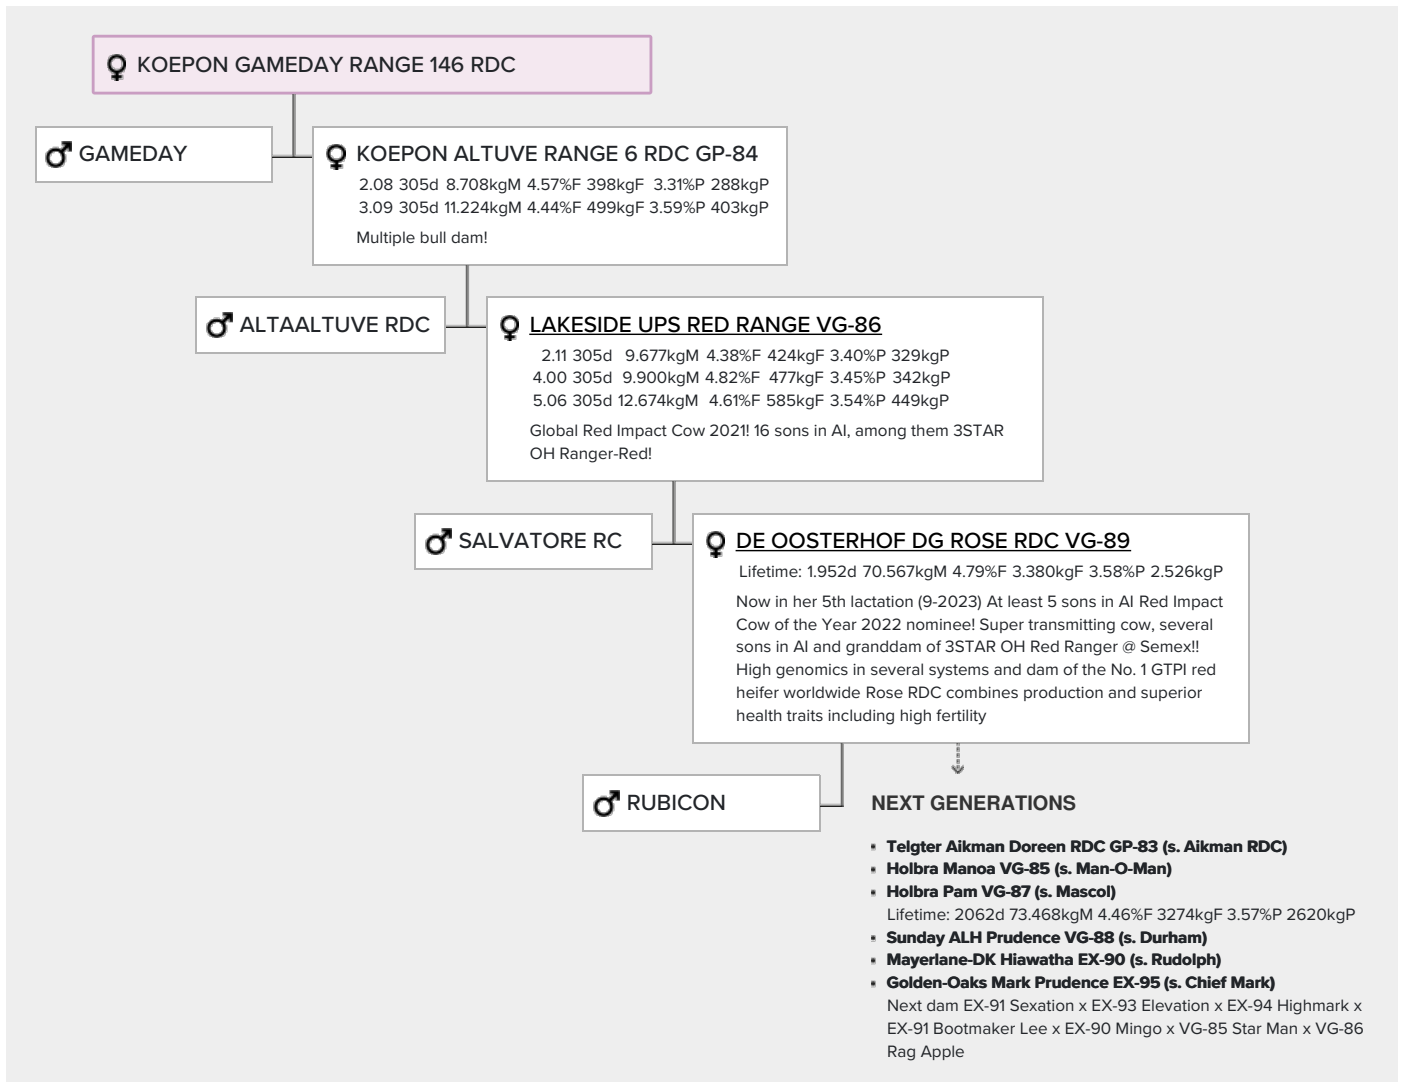 KOEPON GAMEDAY RANGE 146 RDC
GAMEDAY
KOEPON ALTUVE RANGE 6 RDC GP-84
2.08 305d 8.708kgM 4.57%F 398kgF 3.31%P 288kgP
3.09 305d 11.224kgM 4.44%F 499kgF 3.59%P 403kgP
Multiple bull dam!
ALTAALTUVE RDC
LAKESIDE UPS RED RANGE VG-86
2.11 305d 9.677kgM 4.38%F 424kgF 3.40%P 329kgP
4.00 305d 9.900kgM 4.82%F 477kgF 3.45%P 342kgP
5.06 305d 12.674kgM 4.61%F 585kgF 3.54%P 449kgP
Global Red Impact Cow 2021! 16 sons in AI, among them 3STAR
OH Ranger-Red!
SALVATORE RC
DE OOSTERHOF DG ROSE RDC VG-89
Lifetime: 1.952d 70.567kgM 4.79%F 3.380kgF 3.58%P 2.526kgP
Now in her 5th lactation (9-2023) At least 5 sons in AI Red Impact
Cow of the Year 2022 nominee! Super transmitting cow, several
sons in AI and granddam of 3STAR OH Red Ranger @ Semex!!
High genomics in several systems and dam of the No. 1 GTPI red
heifer worldwide Rose RDC combines production and superior
health traits including high fertility
RUBICON
NEXT GENERATIONS
Telgter Aikman Doreen RDC GP-83 (s. Aikman RDC)
Holbra Manoa VG-85 (s. Man-O-Man)
Holbra Pam VG-87 (s. Mascol)
Lifetime: 2062d 73.468kgM 4.46%F 3274kgF 3.57%P 2620kgP
Sunday ALH Prudence VG-88 (s. Durham)
Mayerlane-DK Hiawatha EX-90 (s. Rudolph)
Golden-Oaks Mark Prudence EX-95 (s. Chief Mark)
Next dam EX-91 Sexation x EX-93 Elevation x EX-94 Highmark x
EX-91 Bootmaker Lee x EX-90 Mingo x VG-85 Star Man x VG-86
Rag Apple